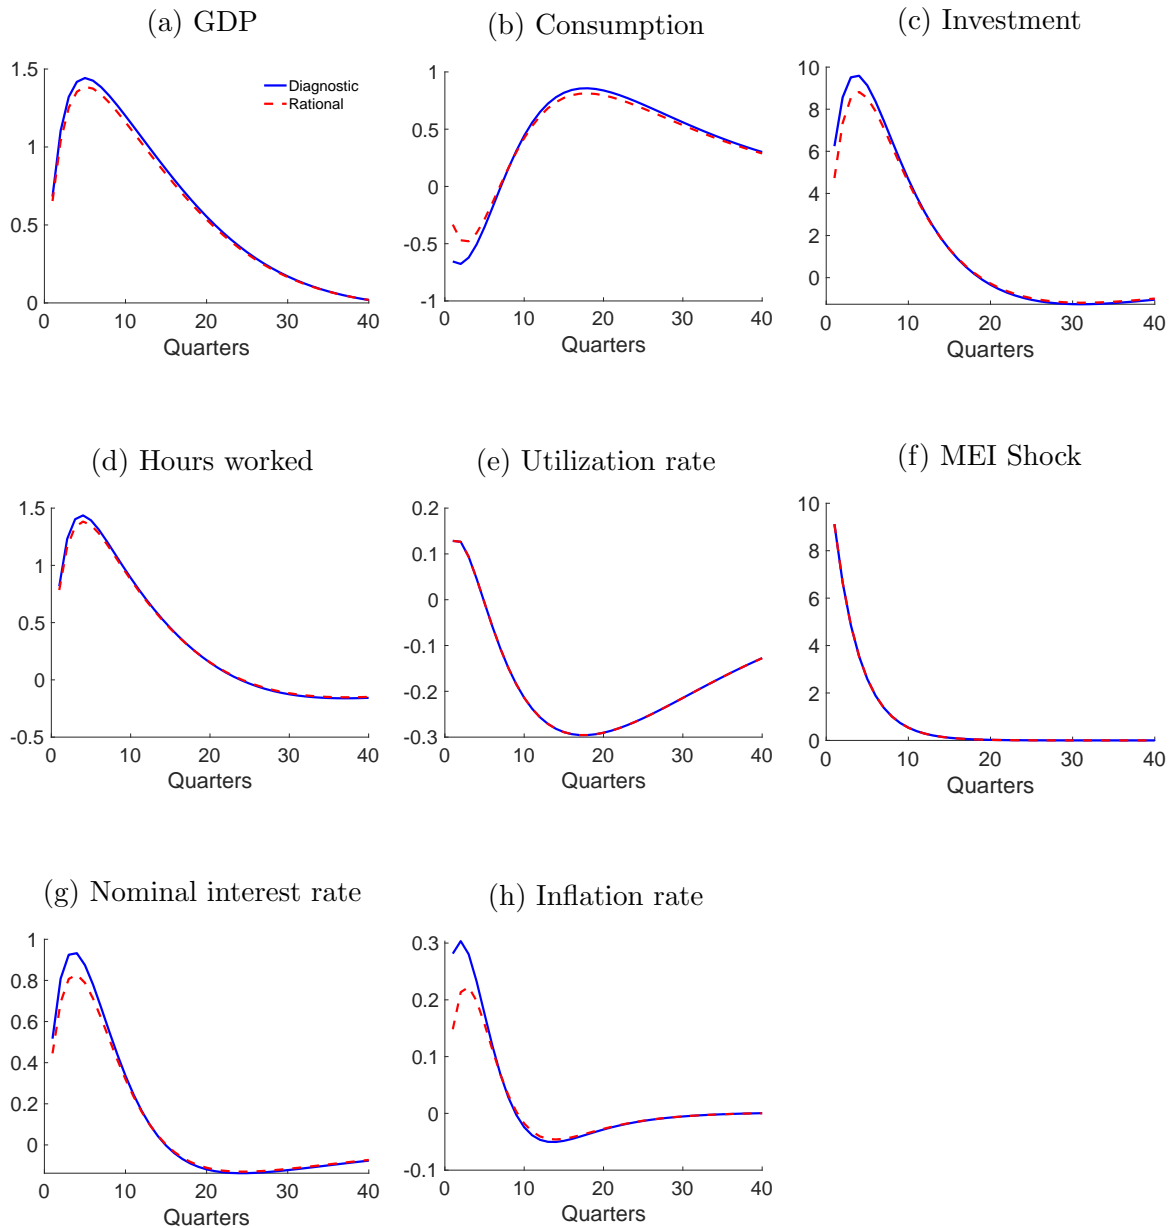 (a) GDP
1.5
1
0.5
0
0 10 20 30 40
Quarters
Diagnostic
Rational
(b) Consumption
1
0.5
0
-0.5
-1
0 10 20 30 40
Quarters
(c) Investment
10
8
6
4
2
0
0 10 20 30 40
Quarters
(d) Hours worked
1.5
1
0.5
0
-0.5
0 10 20 30 40
Quarters
(e) Utilization rate
0.2
0.1
0
-0.1
-0.2
-0.3
0 10 20 30 40
Quarters
(f) MEI Shock
10
8
6
4
2
0
0 10 20 30 40
Quarters
(g) Nominal interest rate
1
0.8
0.6
0.4
0.2
0
0 10 20 30 40
Quarters
(h) Inflation rate
0.3
0.2
0.1
0
-0.1
0 10 20 30 40
Quarters